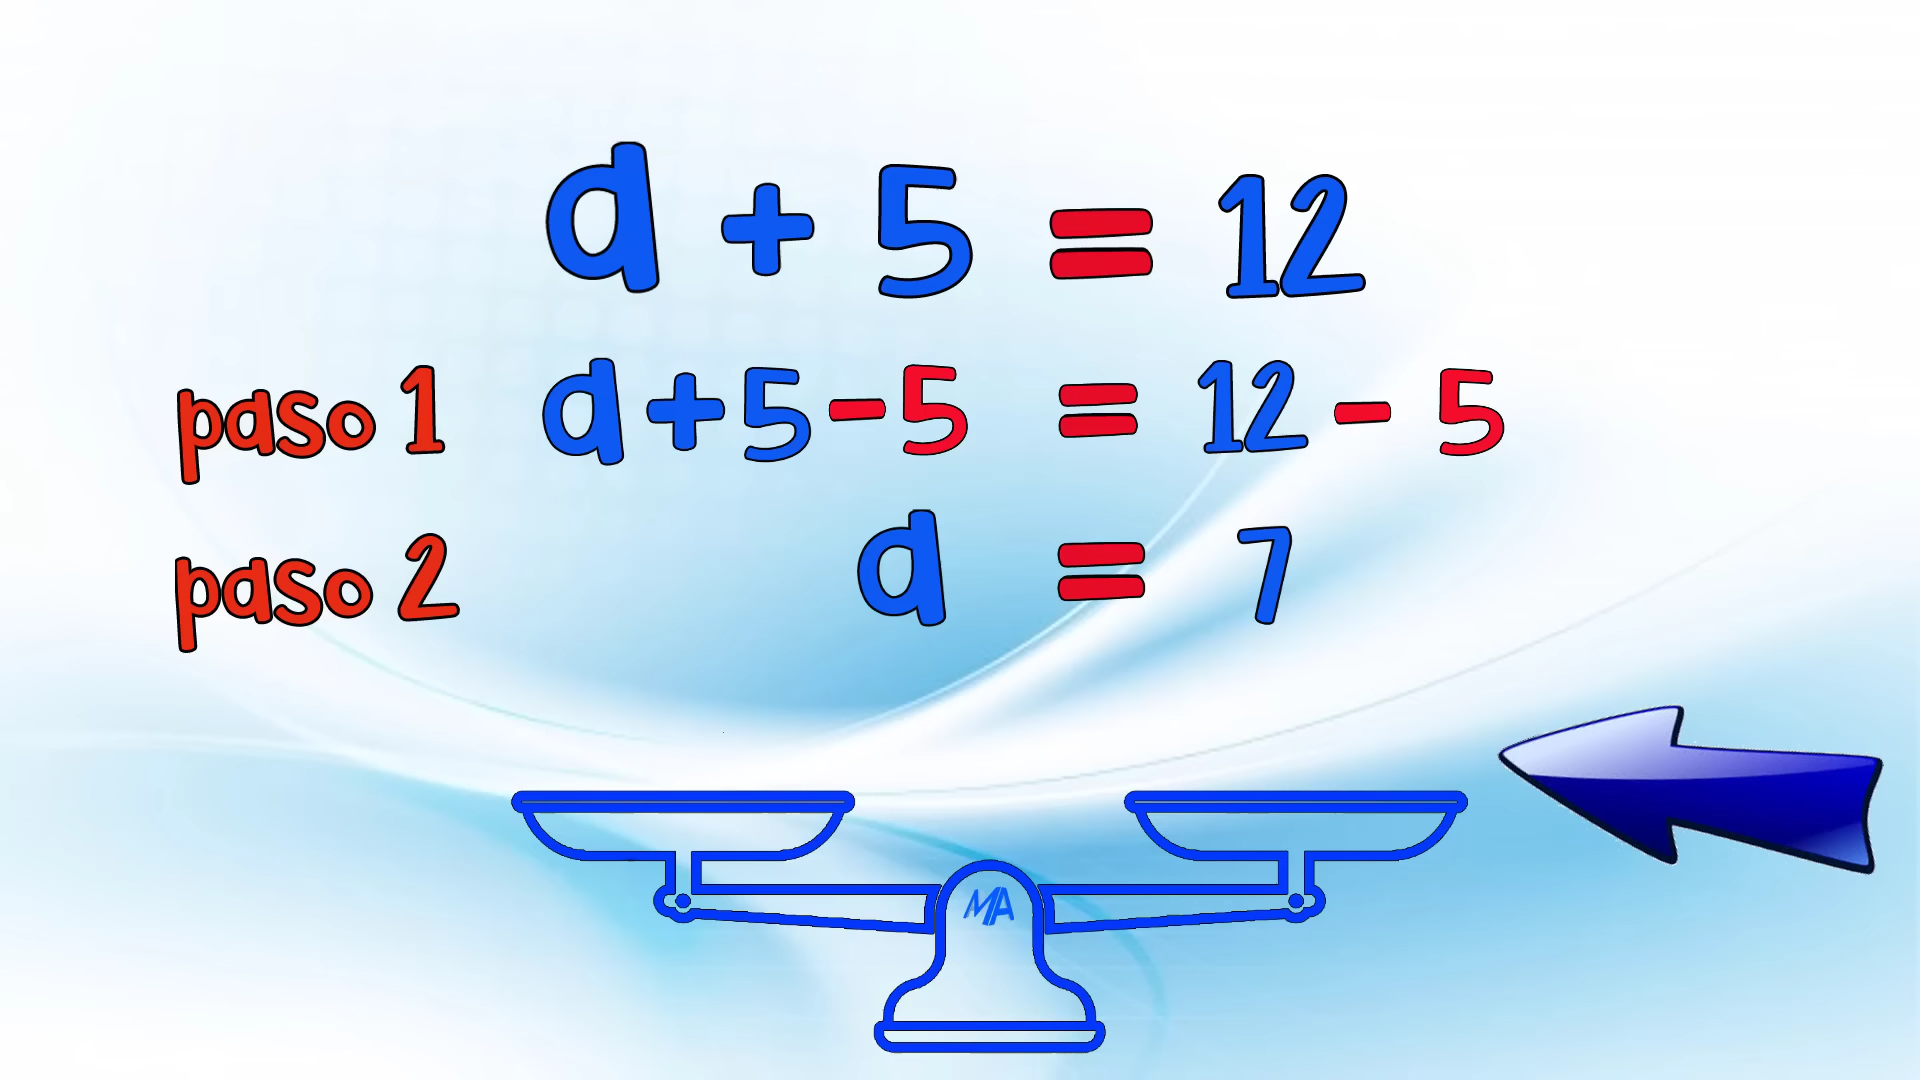 a + 5 = 12
paso 1 a+5-5 = 12 - 5
paso 2 a = 7
MA